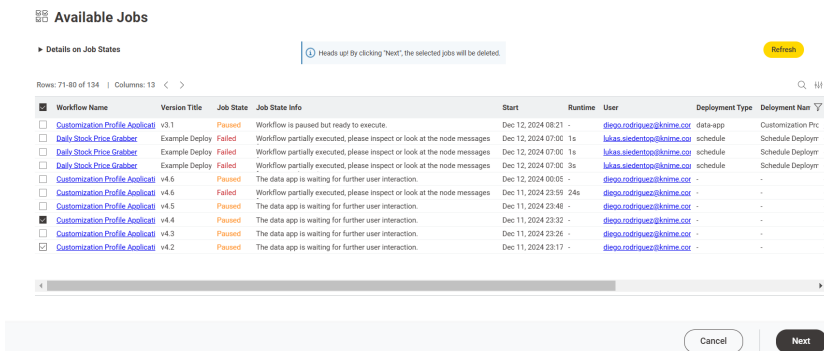 Available Jobs
Details on Job States
Heads up! By clicking "Next", the selected jobs will be deleted.
Refresh
Rows: 71-80 of 134 | Columns: 13
Workflow Name Version Title Job State Job State Info Start Runtime User Deployment Type Deloyment Nam
Customization Profile Applicati v3.1 Paused Workflow is paused but ready to execute. Dec 12, 2024 08:21 - diego.rodriguez@knime.cor data-app Customization Prc
Daily Stock Price Grabber Example Deploy Failed Workflow partially executed, please inspect or look at the node messages Dec 12, 2024 07:00 1s lukas.siedentop@knime.cor schedule Schedule Deploym
Daily Stock Price Grabber Example Deploy Failed Workflow partially executed, please inspect or look at the node messages Dec 12, 2024 07:00 1s lukas.siedentop@knime.cor schedule Schedule Deploym
Daily Stock Price Grabber Example Deploy Failed Workflow partially executed, please inspect or look at the node messages Dec 12, 2024 07:00 3s lukas.siedentop@knime.cor schedule Schedule Deploym
Customization Profile Applicati v4.6 Paused The data app is waiting for further user interaction. Dec 12, 2024 00:05 - diego.rodriguez@knime.cor - -
Customization Profile Applicati v4.6 Failed Workflow partially executed, please inspect or look at the node messages Dec 11, 2024 23:59 24s diego.rodriguez@knime.cor - -
Customization Profile Applicati v4.5 Paused The data app is waiting for further user interaction. Dec 11, 2024 23:48 - diego.rodriguez@knime.cor - -
Customization Profile Applicati v4.4 Paused The data app is waiting for further user interaction. Dec 11, 2024 23:32 - diego.rodriguez@knime.cor - -
Customization Profile Applicati v4.3 Paused The data app is waiting for further user interaction. Dec 11, 2024 23:26 - diego.rodriguez@knime.cor - -
Customization Profile Applicati v4.2 Paused The data app is waiting for further user interaction. Dec 11, 2024 23:17 - diego.rodriguez@knime.cor - -
Cancel Next